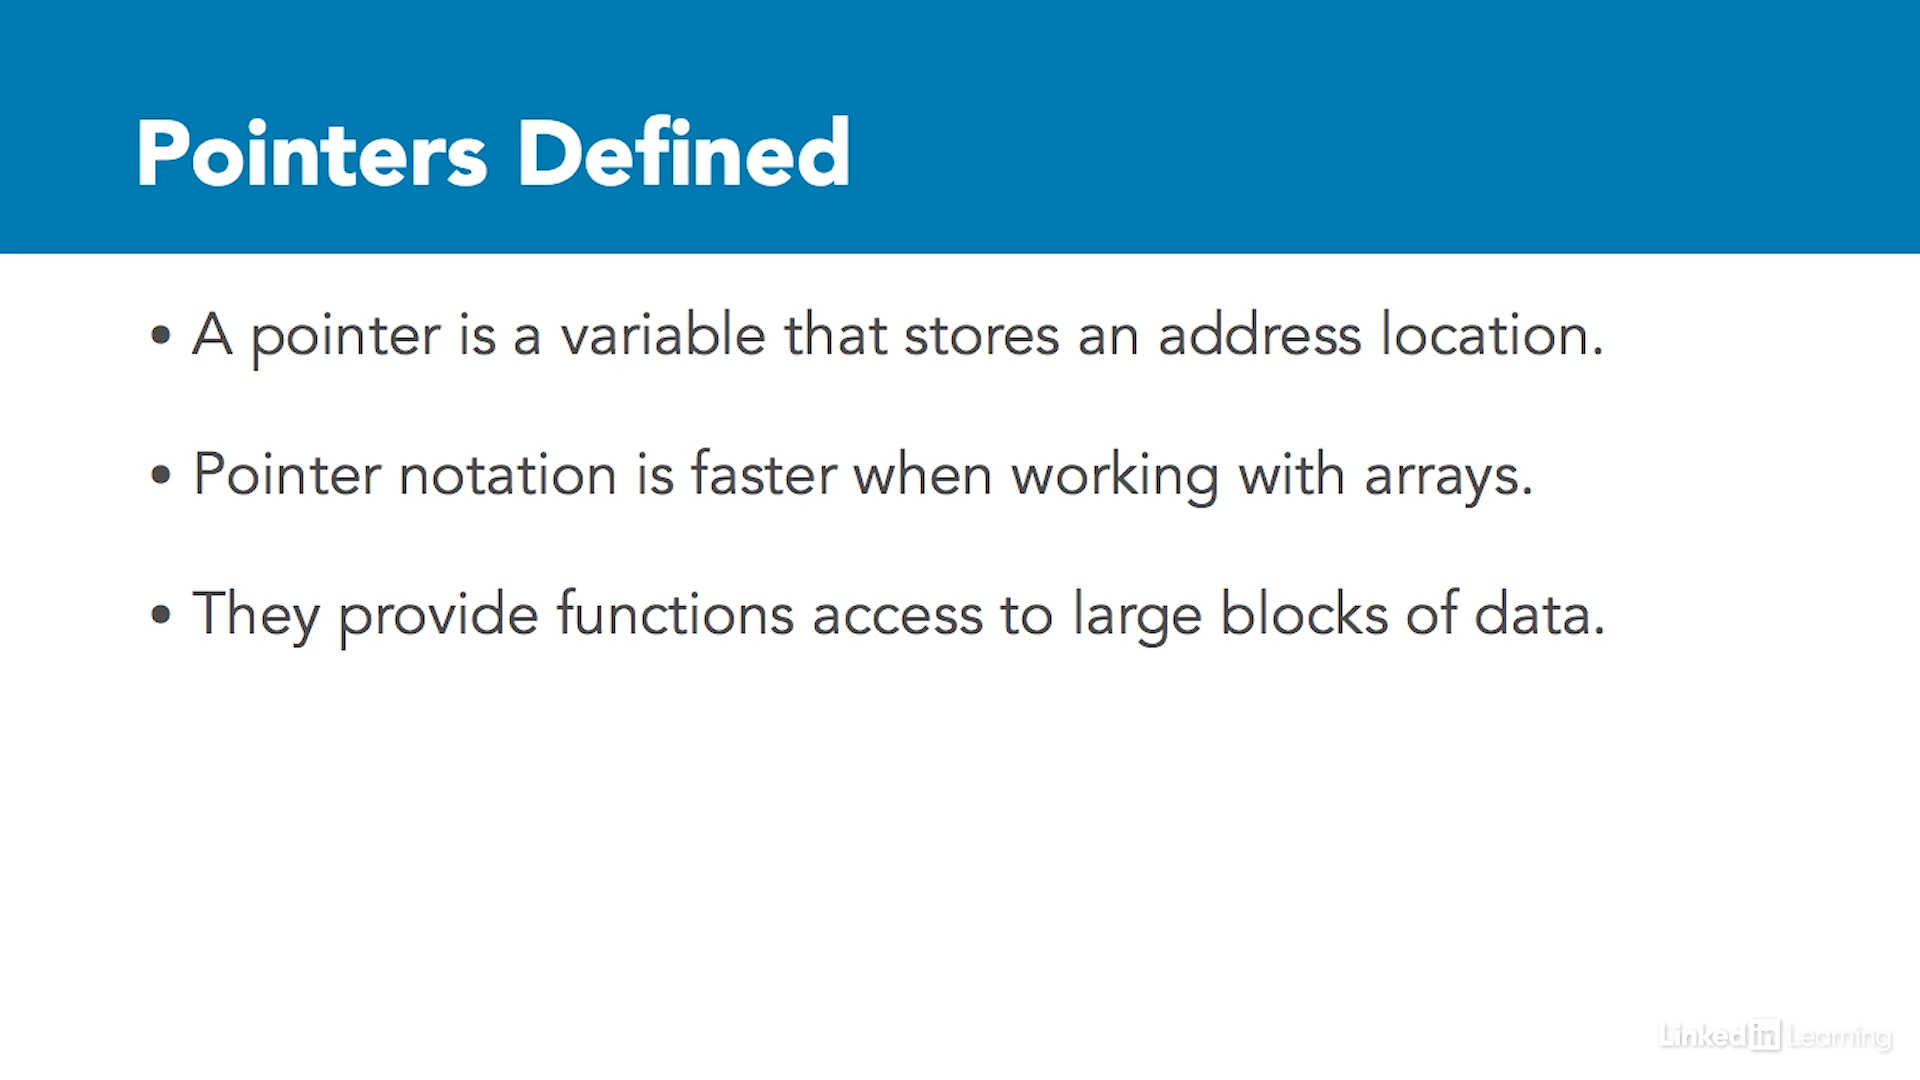 Pointers Defined
• A pointer is a variable that stores an address location.
• Pointer notation is faster when working with arrays.
• They provide functions access to large blocks of data.
Linked in Learning